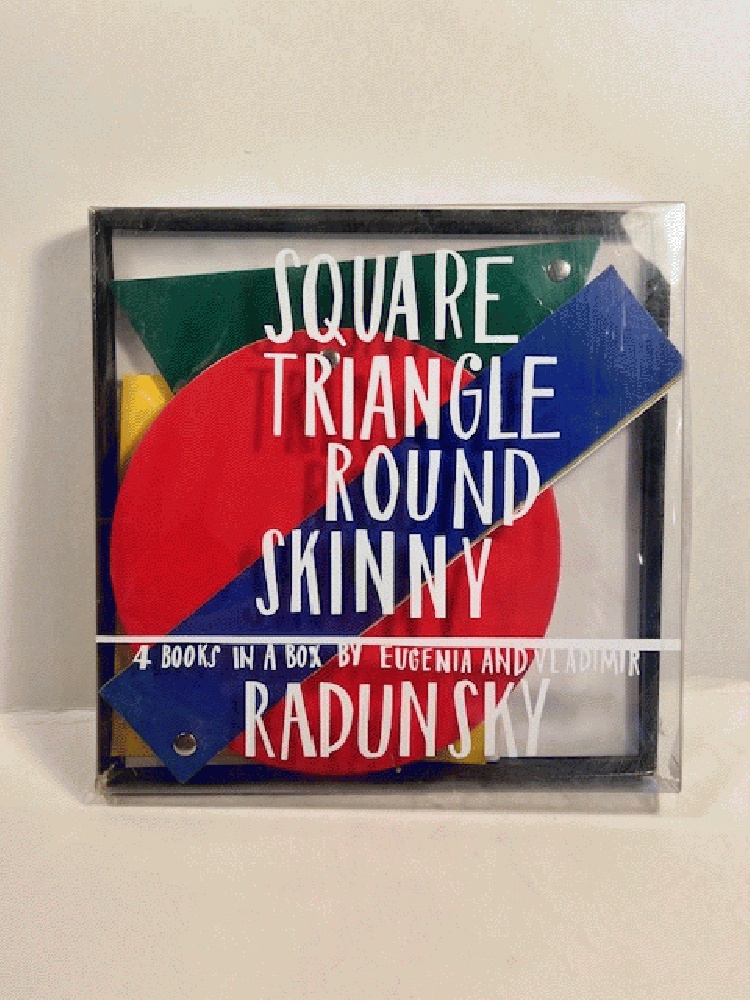 SQUARE
TRIANGLE
ROUND
SKINNY
4 BOOKS IN A BOX BY EUGENIA AND VLADIMIR
RADUNSKY